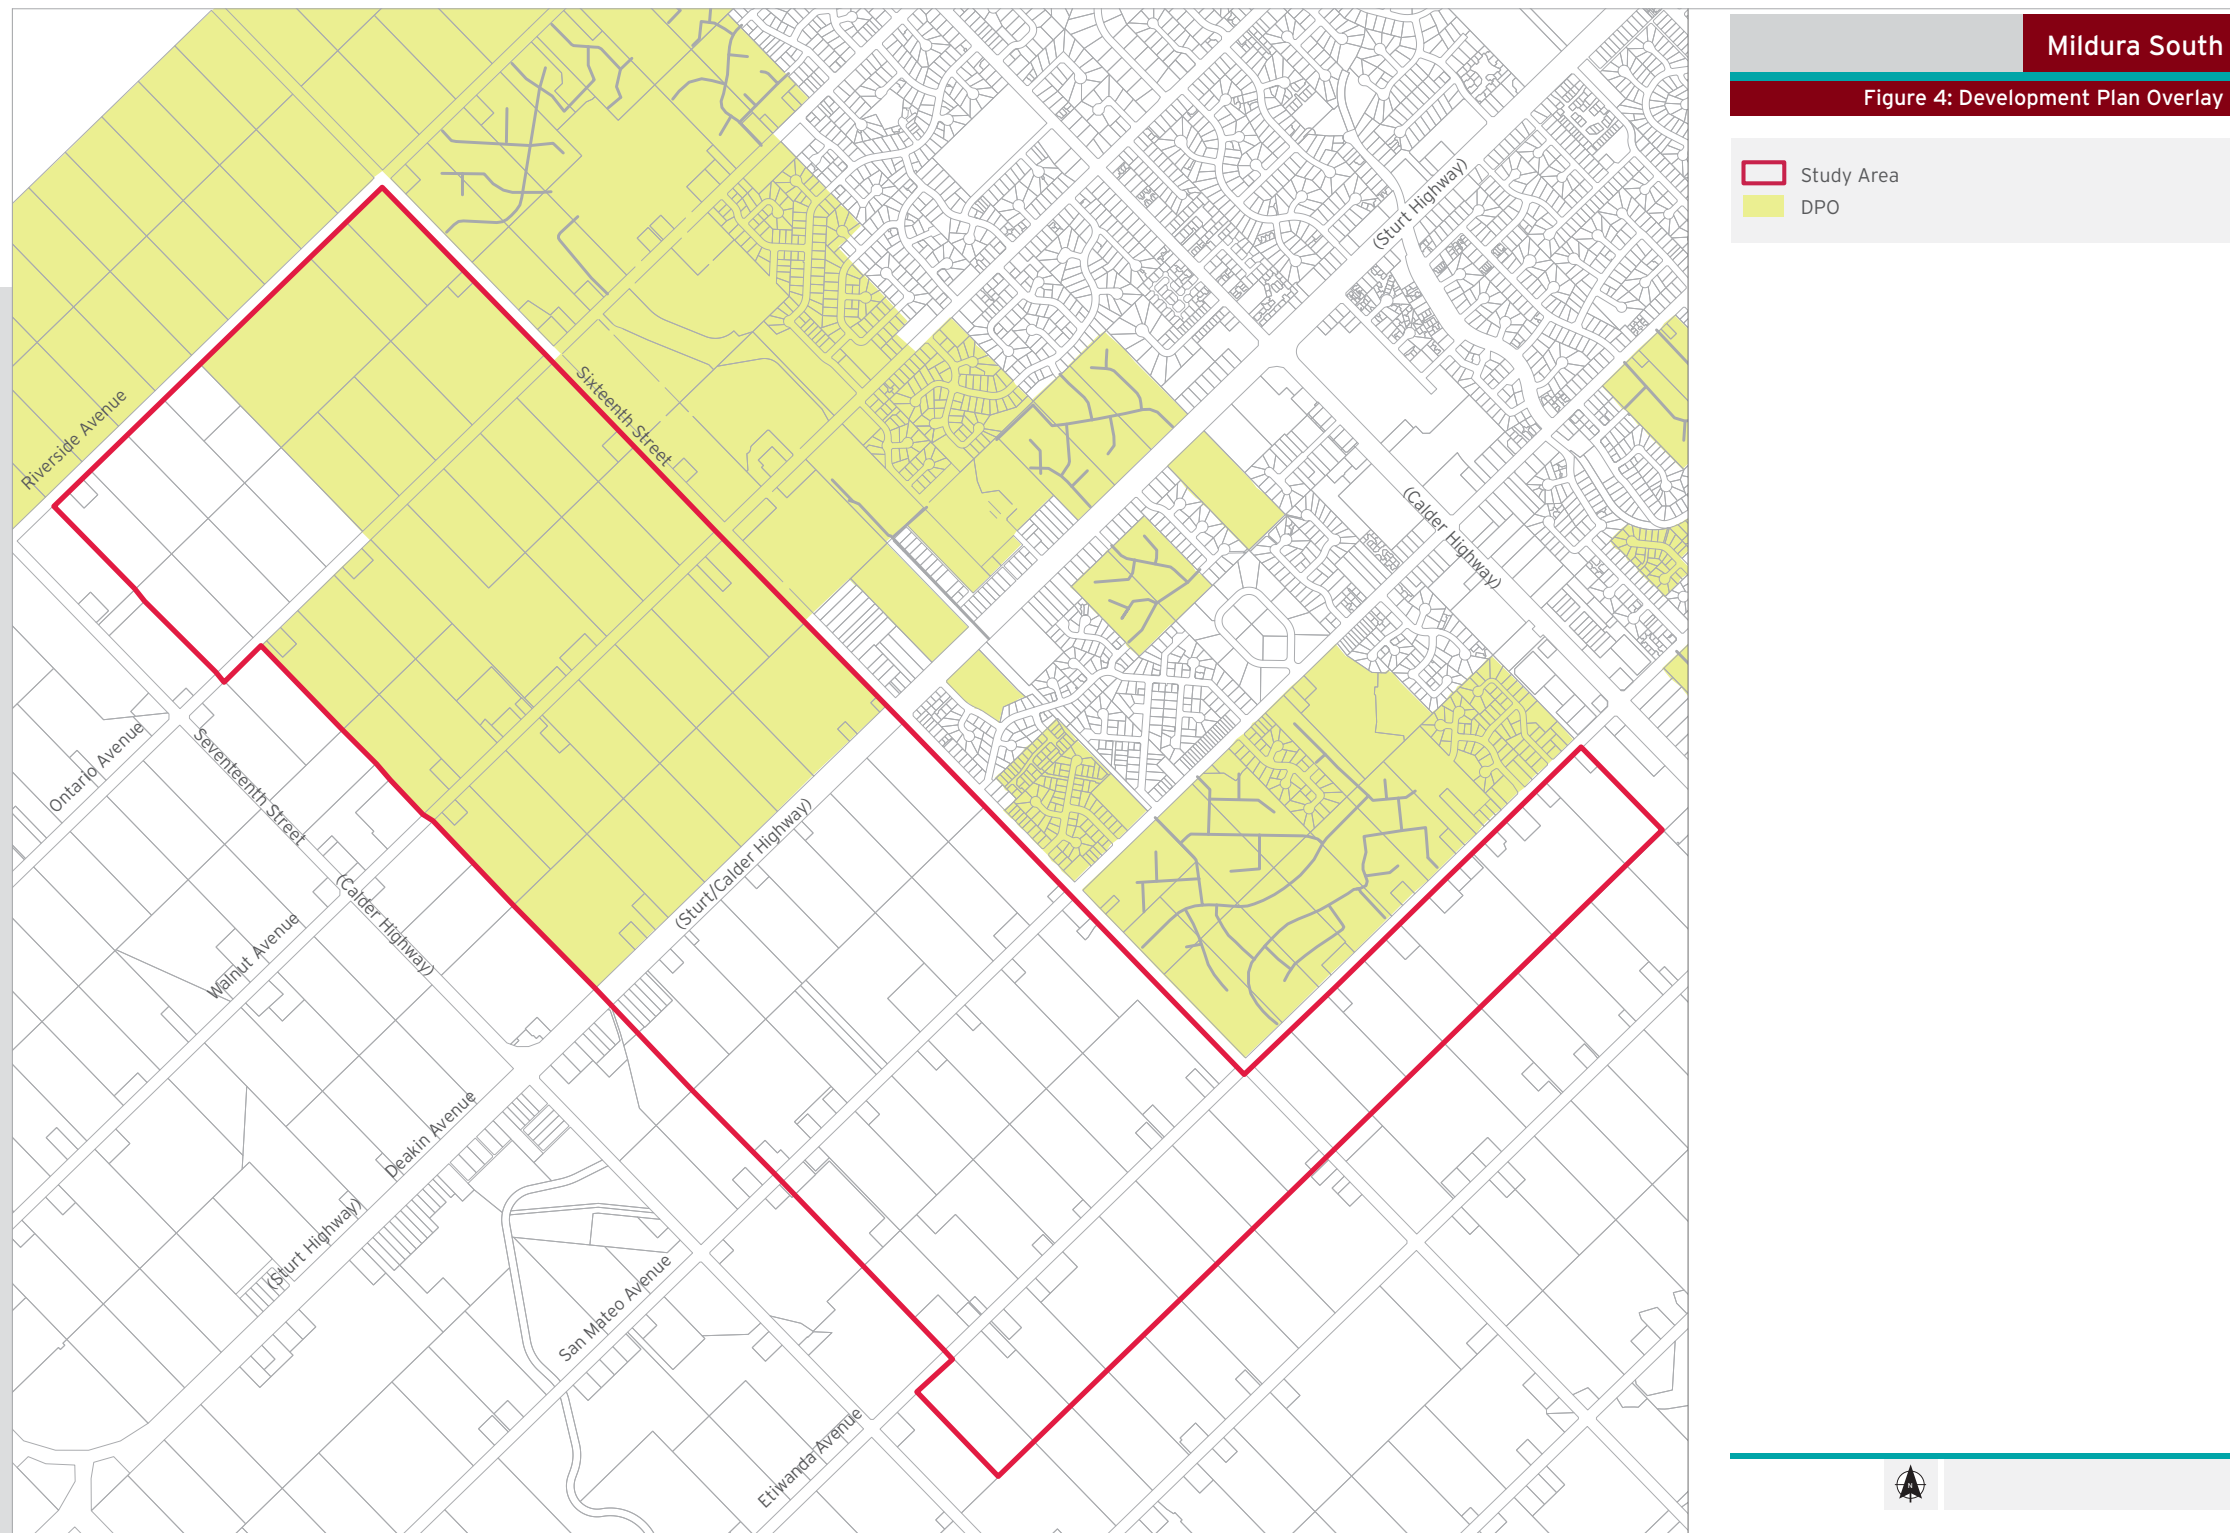 Mildura South
Figure 4: Development Plan Overlay
Study Area
DPO
(Sturt Highway)
Riverside Avenue
Sixteenth Street
(Calder Highway)
Ontario Avenue
Seventeenth Street
(Sturt/Calder Highway)
(Calder Highway)
Walnut Avenue
Deakin Avenue
(Sturt Highway)
San Mateo Avenue
Etiwanda Avenue
N